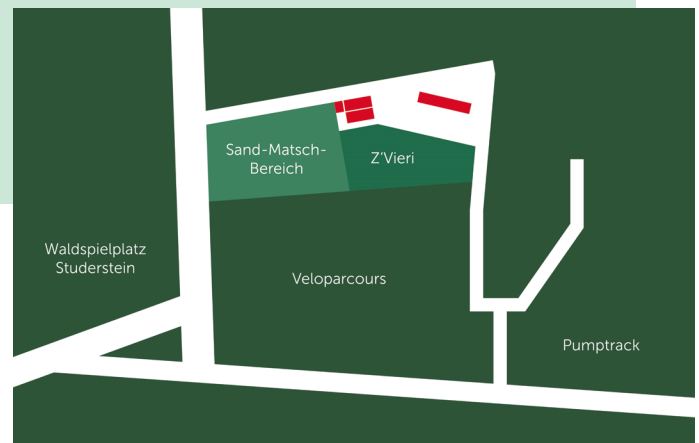 Sand-Matsch-
Bereich
Z'Vieri
Waldspielplatz
Studerstein
Veloparcours
Pumptrack